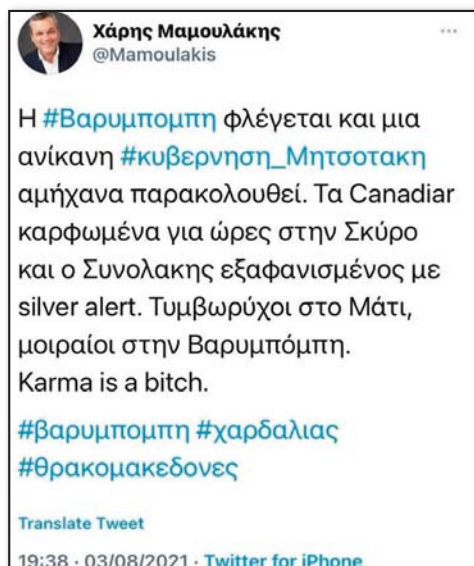 Χάρης Μαμουλάκης
@Mamoulakis
Η #Βαρυμπομπη φλέγεται και μια
ανίκανη #κυβερνηση_Μητσοτακη
αμήχανα παρακολουθεί. Τα Canadiar
καρφωμένα για ώρες στην Σκύρο
και ο Συνολακης εξαφανισμένος με
silver alert. Τυμβωρύχοι στο Μάτι,
μοιραίοι στην Βαρυμπόμπη.
Karma is a bitch.
#βαρυμπομπη #χαρδαλιας
#θρακομακεδονες
Translate Tweet
19:38 · 03/08/2021 · Twitter for iPhone